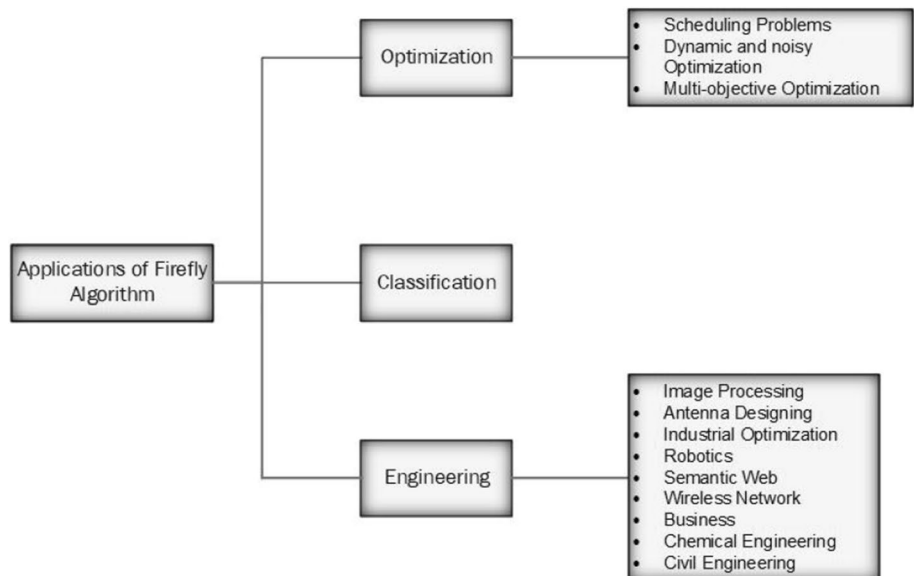 Optimization
• Scheduling Problems
• Dynamic and noisy
Optimization
• Multi-objective Optimization
Applications of Firefly
Algorithm
Classification
Engineering
• Image Processing
• Antenna Designing
• Industrial Optimization
• Robotics
• Semantic Web
• Wireless Network
• Business
• Chemical Engineering
• Civil Engineering